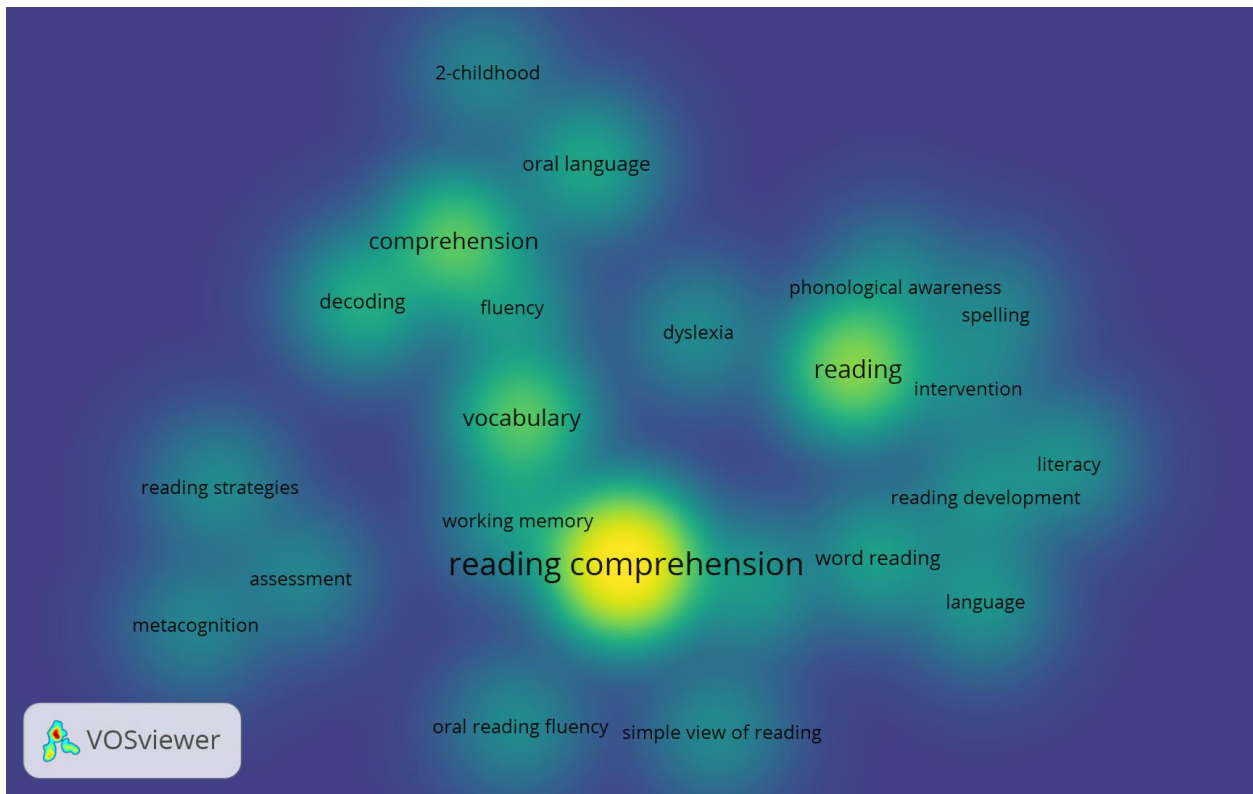 2-childhood
oral language
comprehension
decoding
fluency
phonological awareness
spelling
dyslexia
reading
intervention
vocabulary
literacy
reading strategies
reading development
working memory
reading comprehension
word reading
assessment
language
metacognition
oral reading fluency
simple view of reading
VOSviewer